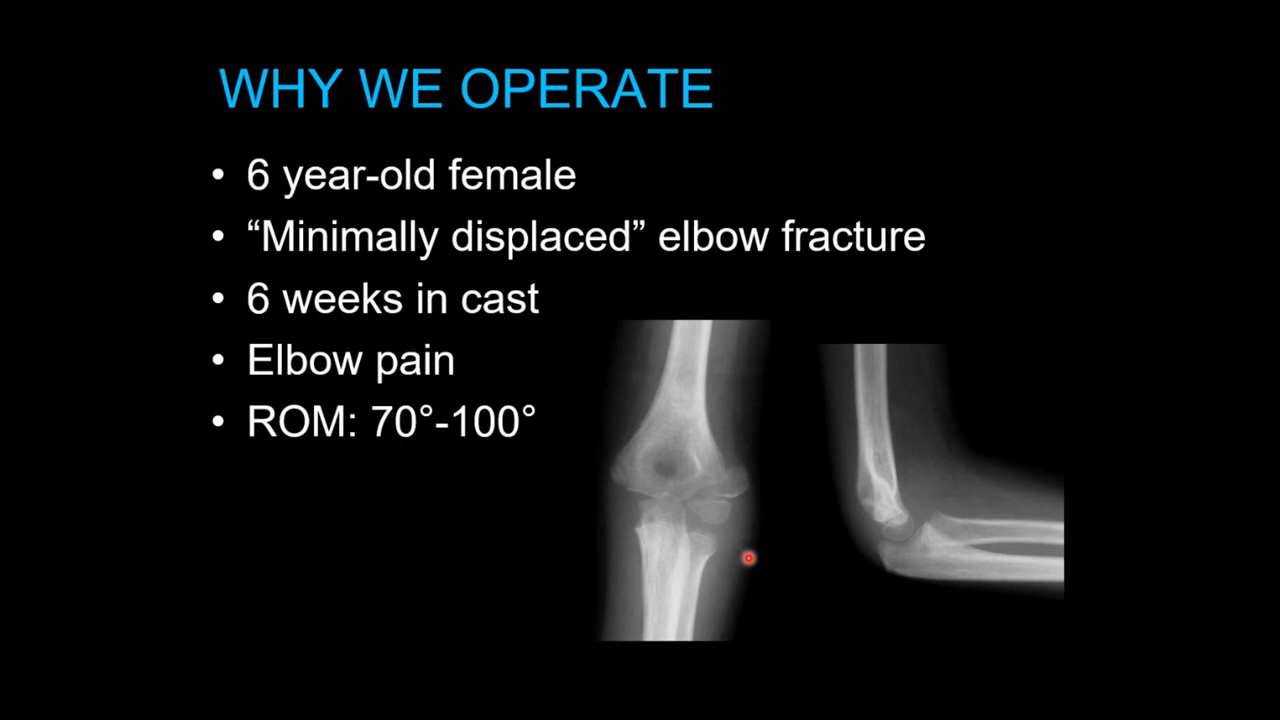 WHY WE OPERATE
• 6 year-old female
• “Minimally displaced” elbow fracture
• 6 weeks in cast
• Elbow pain
• ROM: 70°-100°